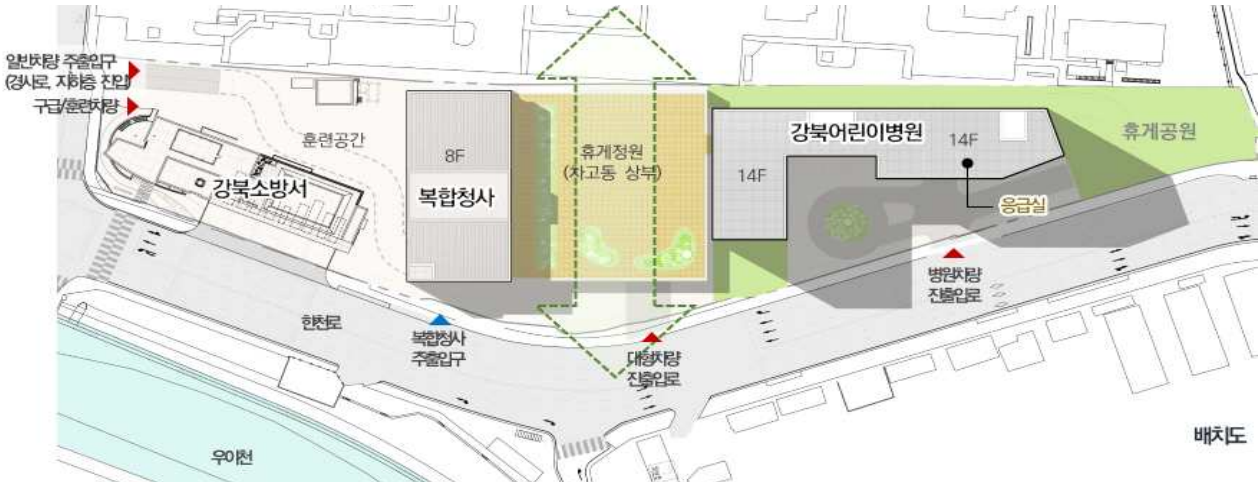 일반차량 주출입구
(경사로, 지하층 진입)
구급/훈련차량
훈련공간
강북소방서
8F
복합청사
휴게정원
(차고동 상부)
강북어린이병원
14F
14F
휴게공원
응급실
한천로
복합청사
주출입구
대형차량
진출입로
병원차량
진출입로
우이천
배치도